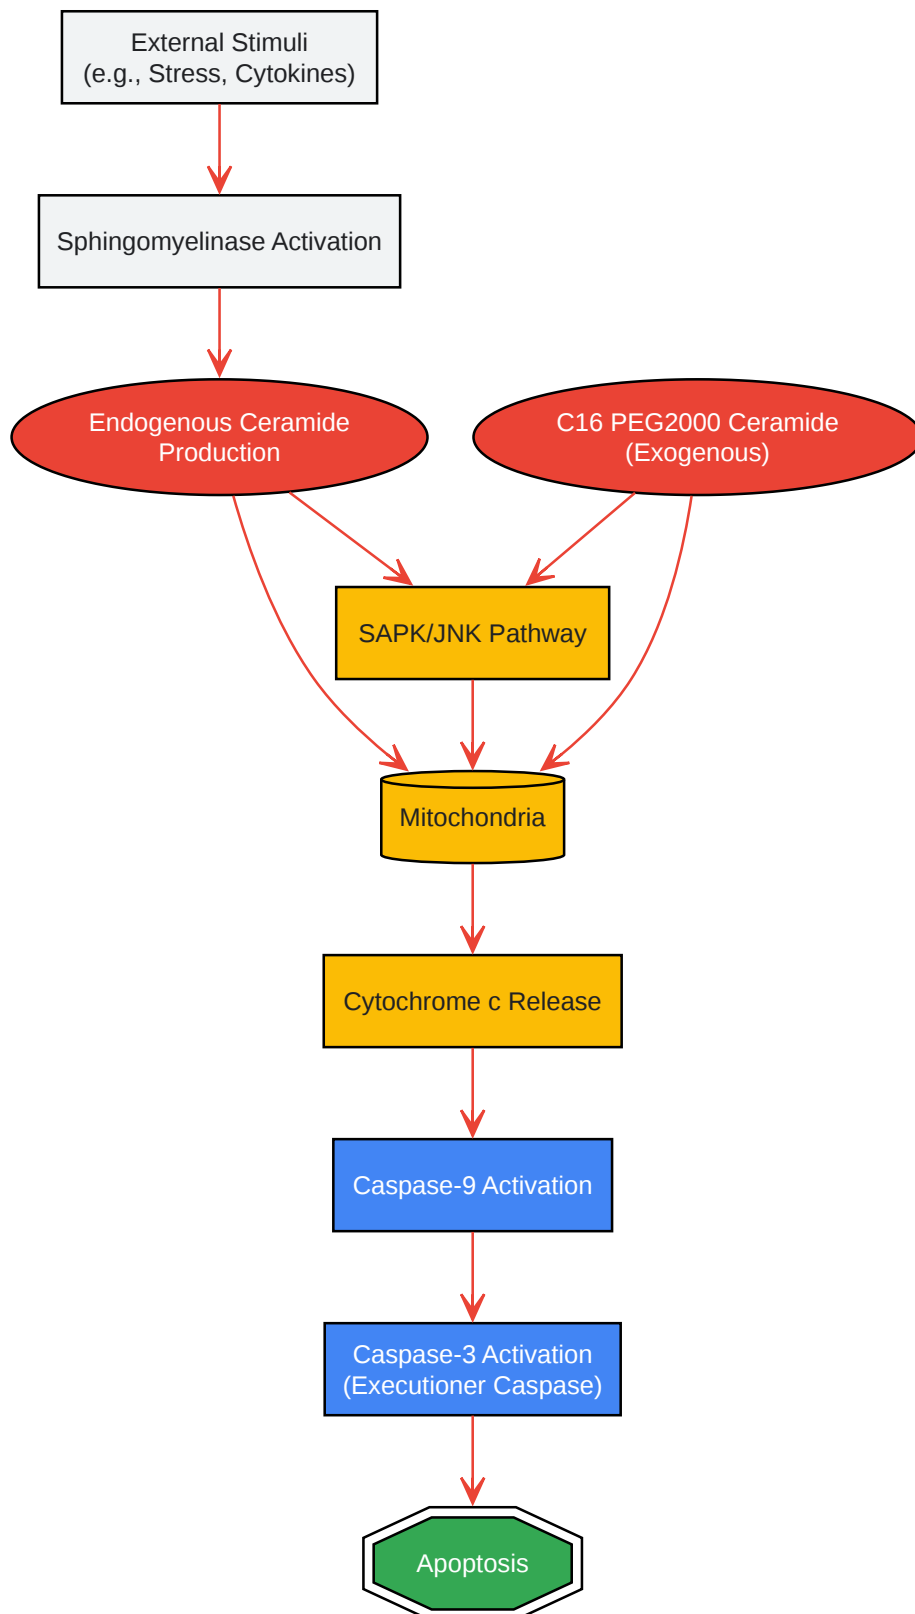 External Stimuli
(e.g., Stress, Cytokines)
Sphingomyelinase Activation
Endogenous Ceramide
Production
C16 PEG2000 Ceramide
(Exogenous)
SAPK/JNK Pathway
Mitochondria
Cytochrome c Release
Caspase-9 Activation
Caspase-3 Activation
(Executioner Caspase)
Apoptosis